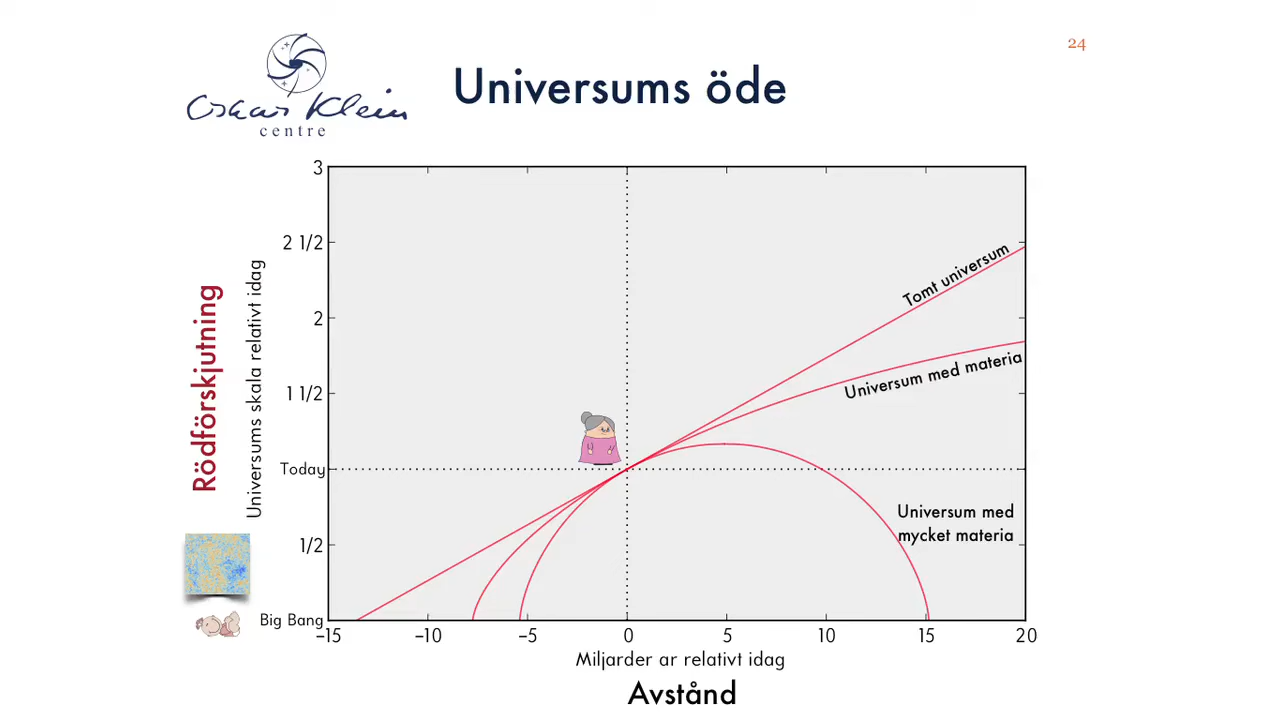 24
Oskar Klein
centre
Universums öde
3
2 1/2
2
1 1/2
Today
1/2
Big Bang
Rödförskjutning
Universums skala relativt idag
Tomt universum
Universum med materia
Universum med
mycket materia
−15 −10 −5 0 5 10 15 20
Miljarder ar relativt idag
Avstånd